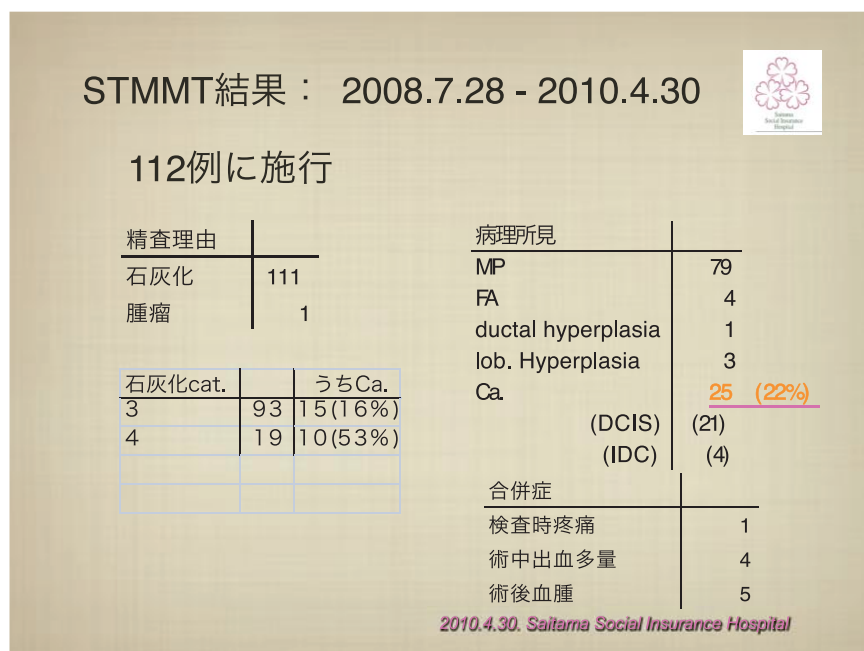 STMMT結果： 2008.7.28 - 2010.4.30
Saitama
Social Insurance
Hospital
112例に施行
精査理由
石灰化 111
腫瘤 1
石灰化cat. うちCa.
3 93 15(16%)
4 19 10(53%)
病理所見
MP 79
FA 4
ductal hyperplasia 1
lob. Hyperplasia 3
Ca. 25 (22%)
(DCIS) (21)
(IDC) (4)
合併症
検査時疼痛 1
術中出血多量 4
術後血腫 5
2010.4.30. Saitama Social Insurance Hospital